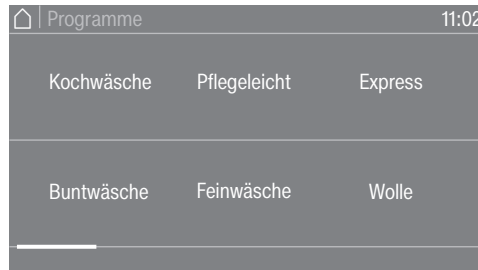 Programme 11:02
Kochwäsche Pflegeleicht Express
Buntwäsche Feinwäsche Wolle